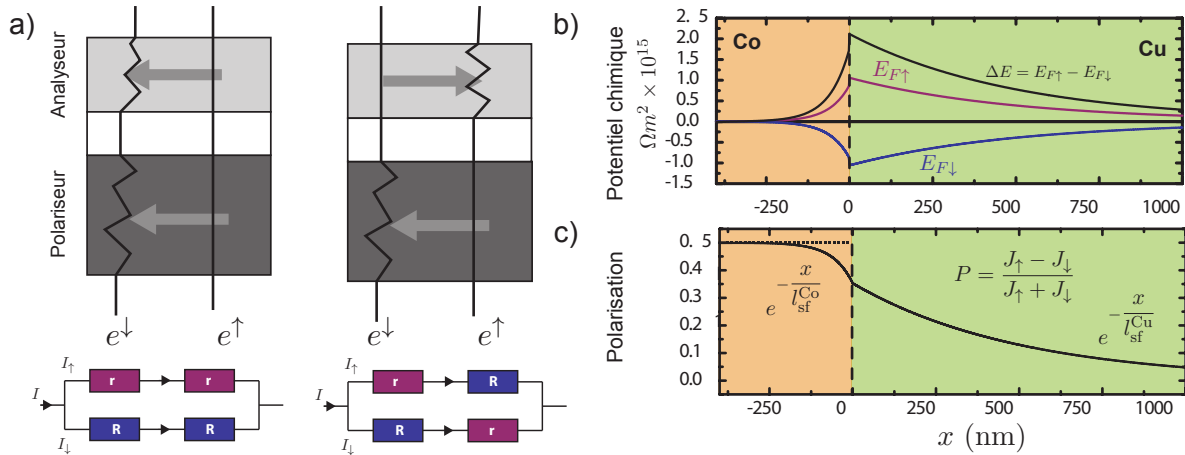 a)
Analyseur
Polariseur
e↓
e↑
I
I↑
I↓
r
r
R
R
I
I↑
I↓
r
R
R
r
b)
Potentiel chimique
Ωm² × 10¹⁵
2. 5
2.0
1.5
1.0
0.5
0.0
-0.5
-1.0
-1.5
Co
Cu
E_F↑
ΔE = E_F↑ − E_F↓
E_F↓
-250
0
250
500
750
1000
c)
Polarisation
0. 5
0.4
0.3
0.2
0.1
0.0
e^{-x/l_sf^Co}
P = (J↑ − J↓)/(J↑ + J↓)
e^{-x/l_sf^Cu}
-250
0
250
500
750
1000
x (nm)